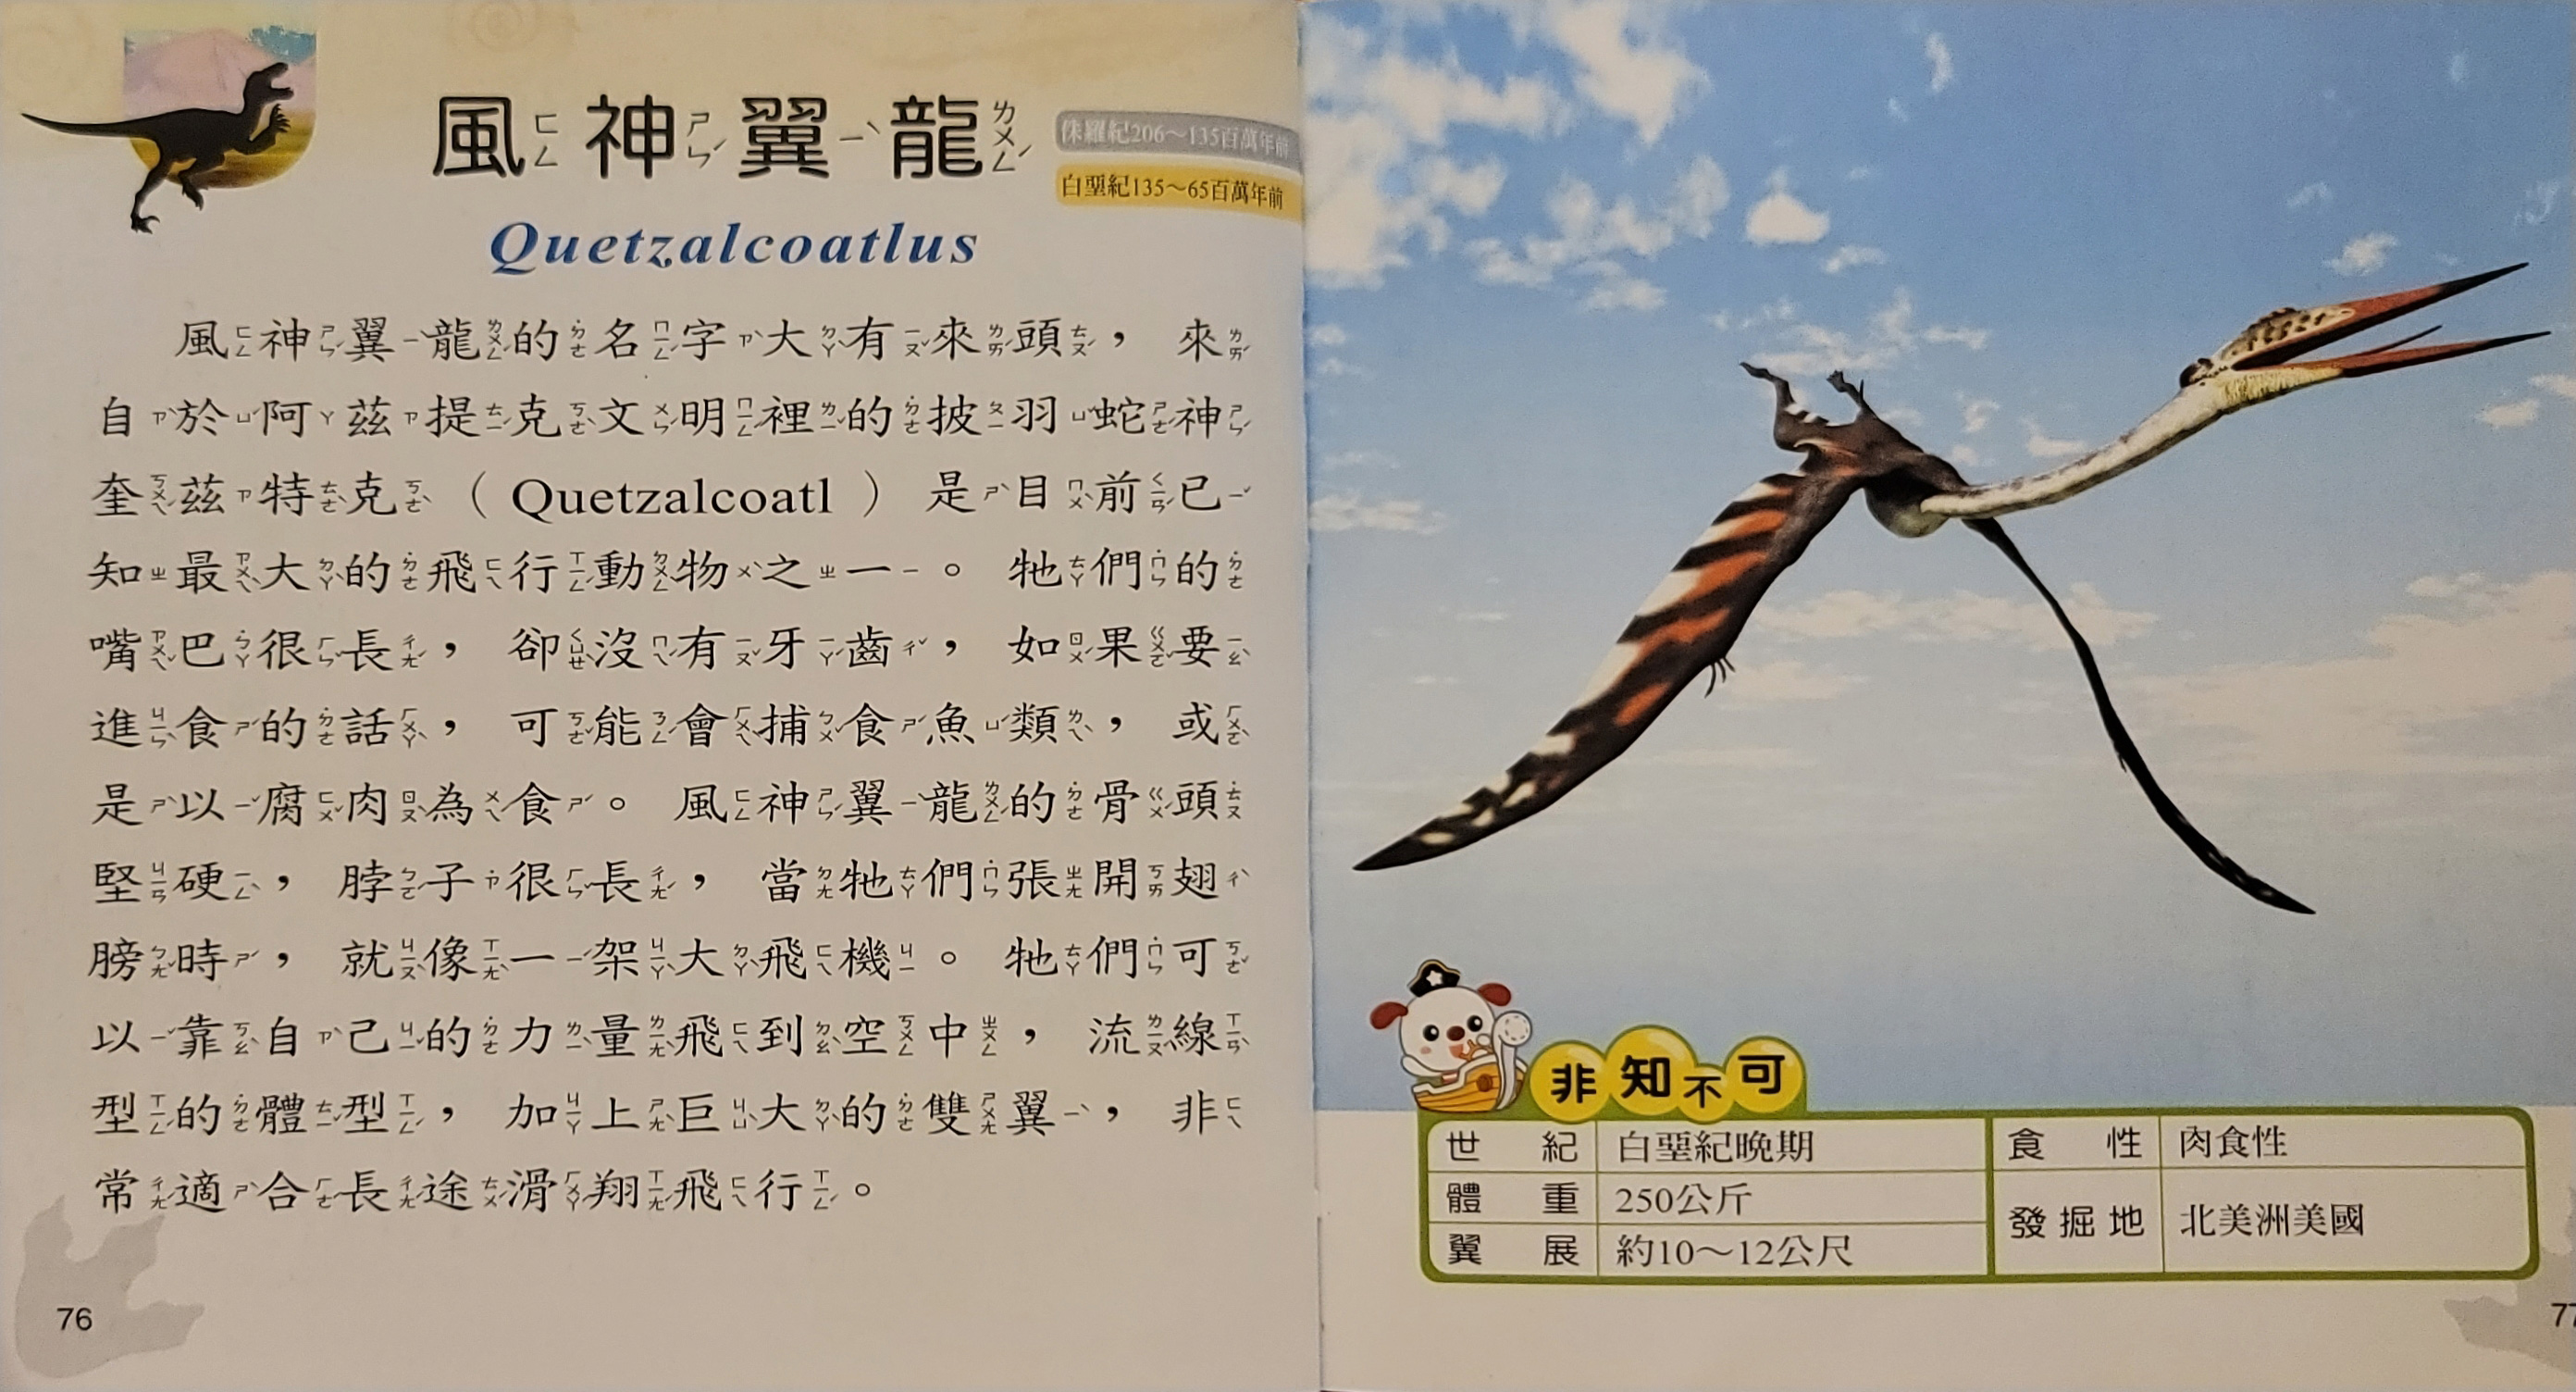 風神翼龍
侏羅紀206～135百萬年前
白堊紀135～65百萬年前
Quetzalcoatlus
風神翼龍的名字大有來頭，來
自於阿茲提克文明裡的披羽蛇神
奎茲特克（Quetzalcoatl）是目前已
知最大的飛行動物之一。牠們的
嘴巴很長，卻沒有牙齒，如果要
進食的話，可能會捕食魚類，或
是以腐肉為食。風神翼龍的骨頭
堅硬，脖子很長，當牠們張開翅
膀時，就像一架大飛機。牠們可
以靠自己的力量飛到空中，流線
型的體型，加上巨大的雙翼，非
常適合長途滑翔飛行。
76
非知不可
世紀 白堊紀晚期
體重 250公斤
翼展 約10～12公尺
食性 肉食性
發掘地 北美洲美國
77